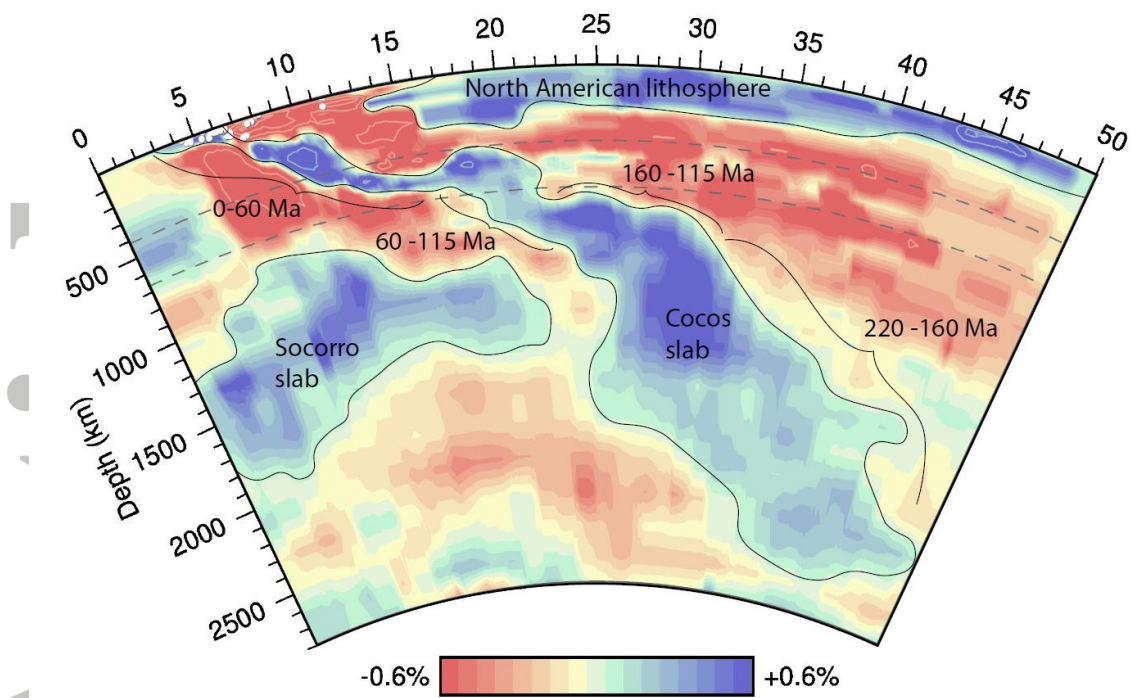 0 5 10 15 20 25 30 35 40 45 50
North American lithosphere
160 -115 Ma
0-60 Ma
60 -115 Ma
220 -160 Ma
Cocos
slab
Socorro
slab
500
1000
1500
2000
2500
Depth (km)
-0.6% +0.6%